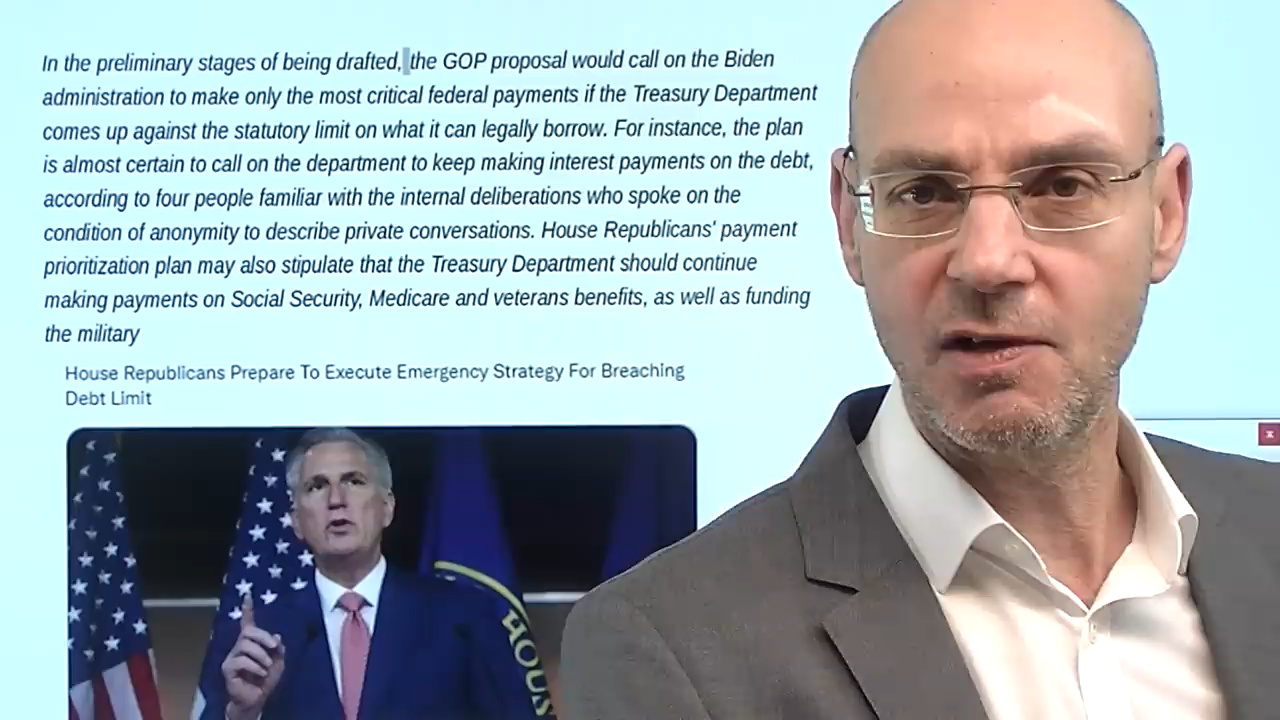 In the preliminary stages of being drafted, the GOP proposal would call on the Biden
administration to make only the most critical federal payments if the Treasury Department
comes up against the statutory limit on what it can legally borrow. For instance, the plan
is almost certain to call on the department to keep making interest payments on the debt,
according to four people familiar with the internal deliberations who spoke on the
condition of anonymity to describe private conversations. House Republicans' payment
prioritization plan may also stipulate that the Treasury Department should continue
making payments on Social Security, Medicare and veterans benefits, as well as funding
the military
House Republicans Prepare To Execute Emergency Strategy For Breaching
Debt Limit
HOUS
x